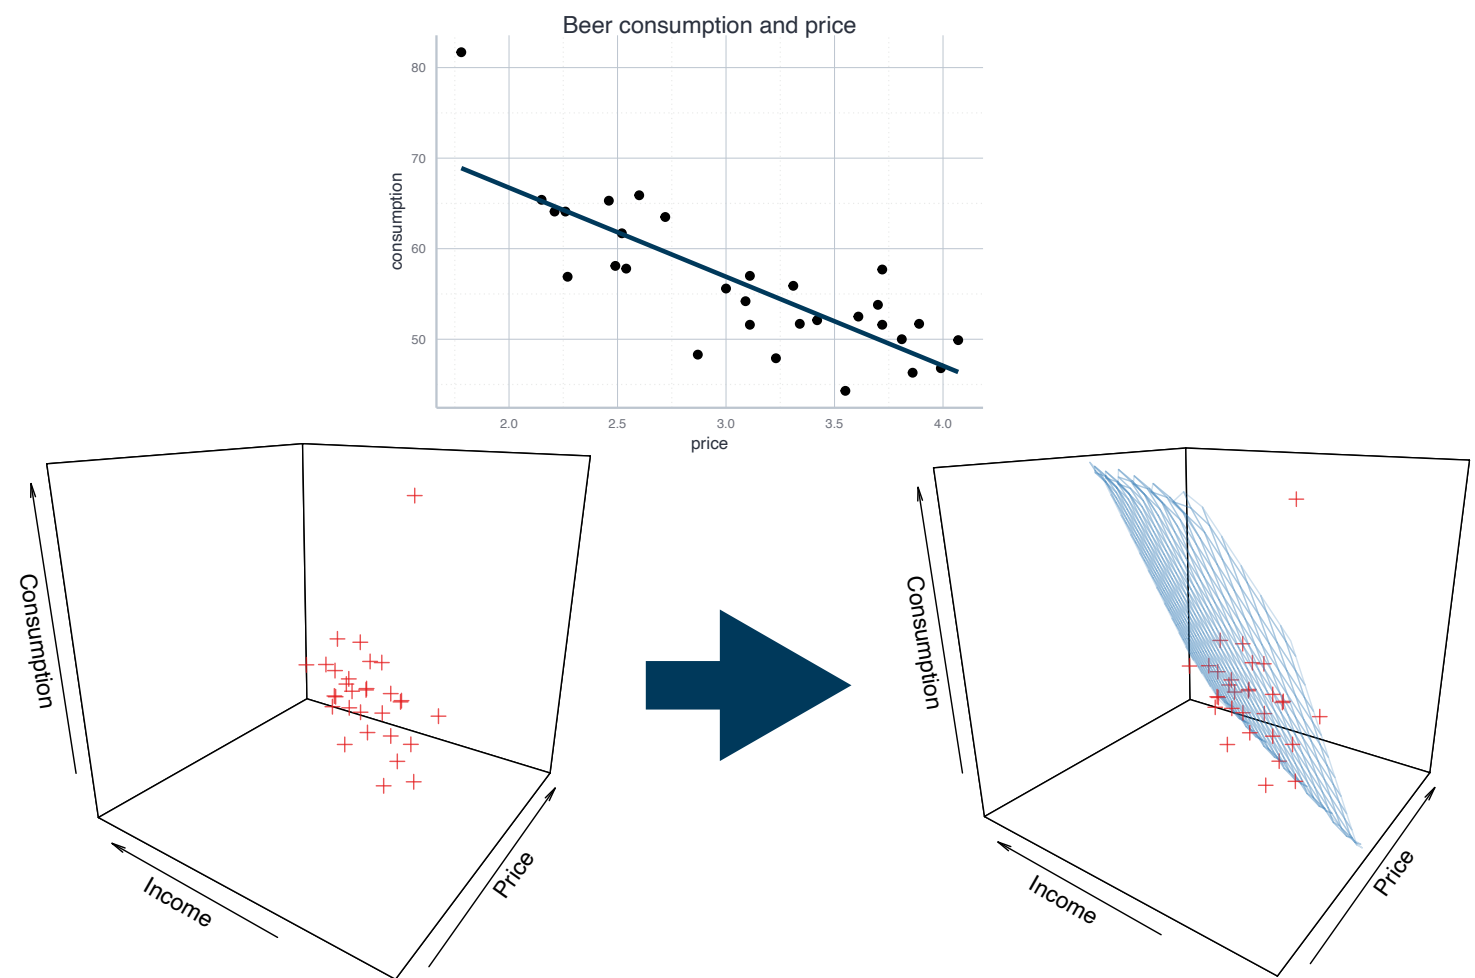 Beer consumption and price
consumption
80
70
60
50
2.0 2.5 3.0 3.5 4.0
price
Consumption
Income
Price
Consumption
Income
Price